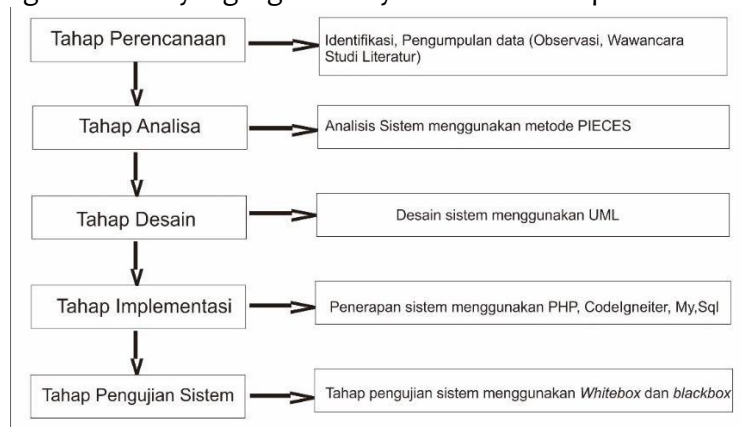 Tahap Perencanaan
Identifikasi, Pengumpulan data (Observasi, Wawancara
Studi Literatur)
Tahap Analisa
Analisis Sistem menggunakan metode PIECES
Tahap Desain
Desain sistem menggunakan UML
Tahap Implementasi
Penerapan sistem menggunakan PHP, CodeIgneiter, My,Sql
Tahap Pengujian Sistem
Tahap pengujian sistem menggunakan Whitebox dan blackbox